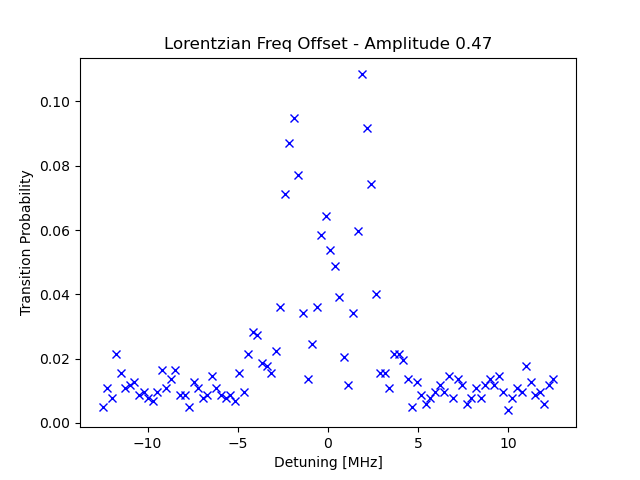 Lorentzian Freq Offset - Amplitude 0.47
Transition Probability
0.10
0.08
0.06
0.04
0.02
0.00
−10 −5 0 5 10
Detuning [MHz]